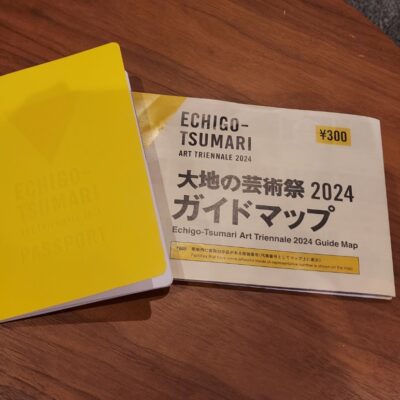 ECHIGO-
TSUMARI
PASSPORT
ECHIGO-
TSUMARI
ART TRIENNALE 2024
¥300
大地の芸術祭 2024
ガイドマップ
Echigo-Tsumari Art Triennale 2024 Guide Map